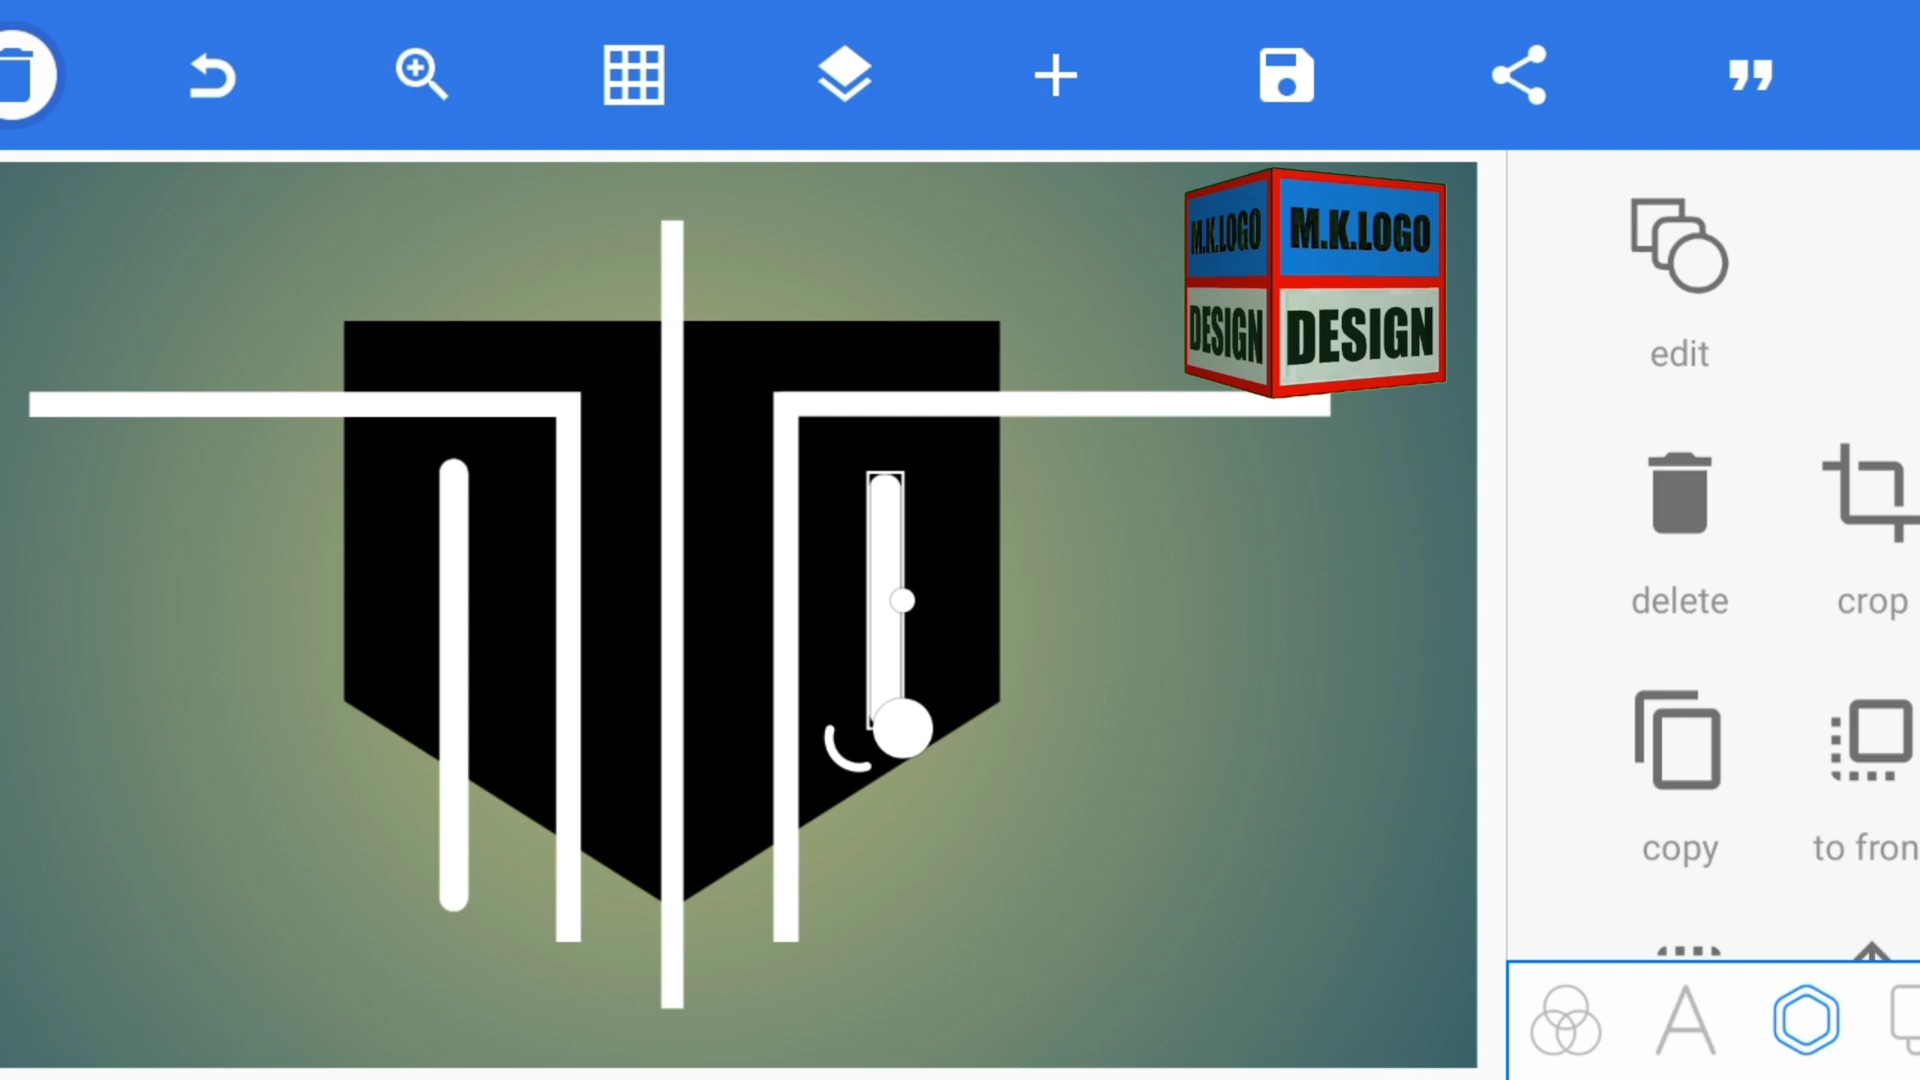 M.K.LOGO M.K.LOGO
DESIGN DESIGN
edit
delete crop
copy to fron